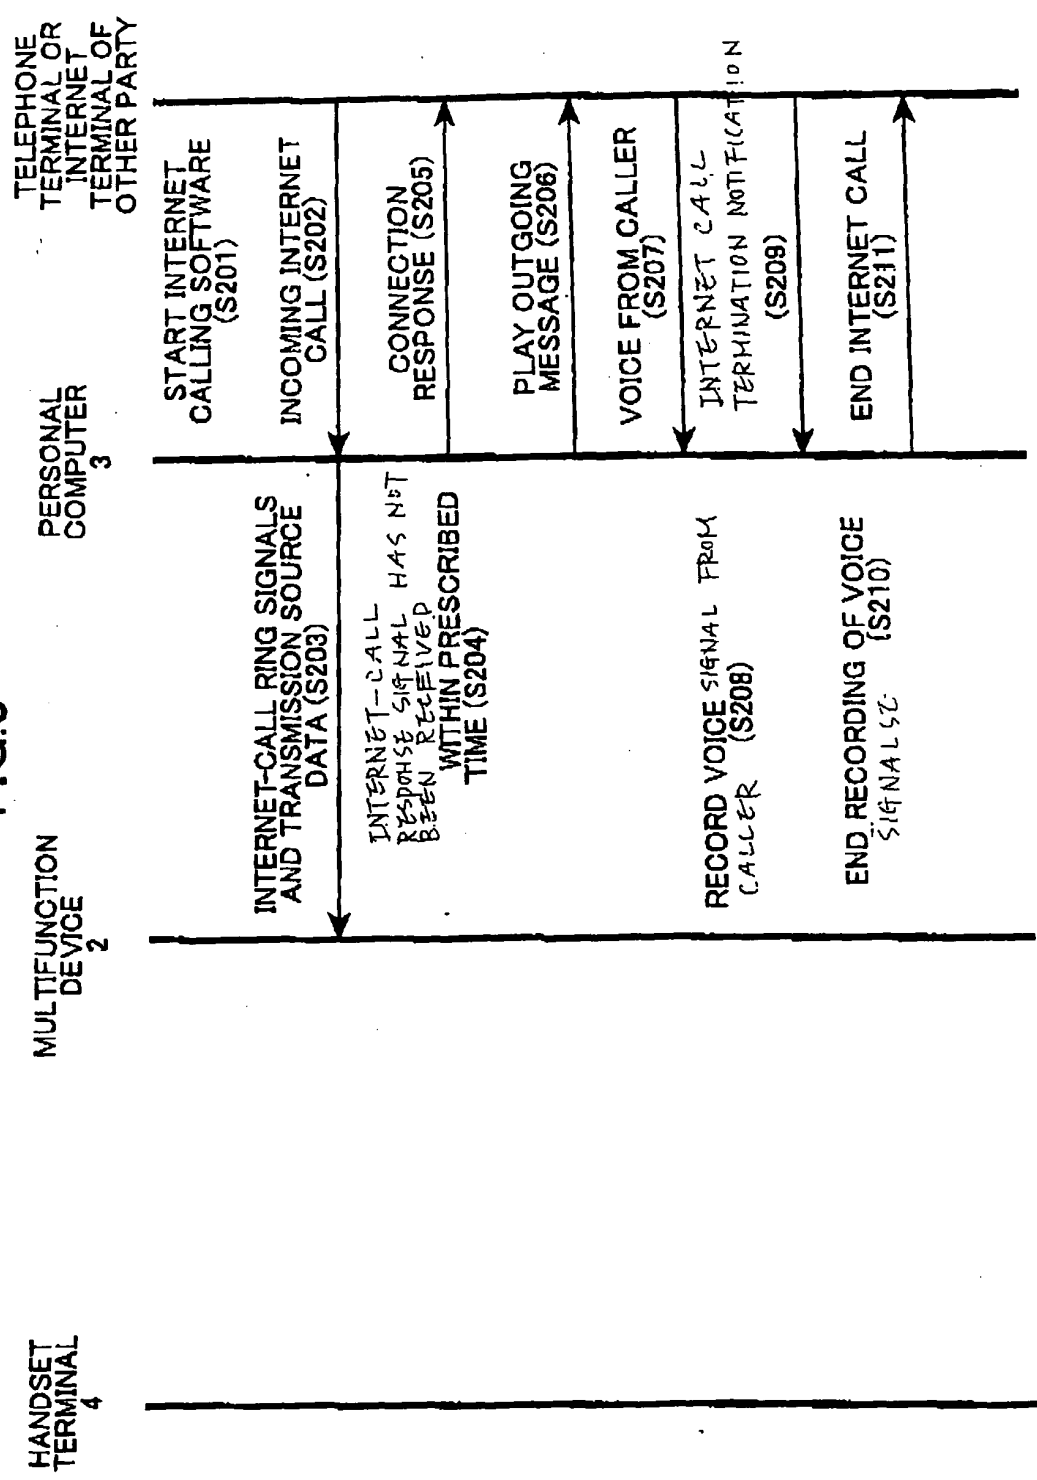 HANDSET
TERMINAL
4
MULTIFUNCTION
DEVICE
2
PERSONAL
COMPUTER
3
TELEPHONE
TERMINAL OR
INTERNET
TERMINAL OF
OTHER PARTY
START INTERNET
CALLING SOFTWARE
(S201)
INCOMING INTERNET
CALL (S202)
INTERNET-CALL RING SIGNALS
AND TRANSMISSION SOURCE
DATA (S203)
INTERNET-CALL
RESPONSE SIGNAL HAS NOT
BEEN RECEIVED
WITHIN PRESCRIBED
TIME (S204)
CONNECTION
RESPONSE (S205)
PLAY OUTGOING
MESSAGE (S206)
VOICE FROM CALLER
(S207)
RECORD VOICE SIGNAL FROM
CALLER (S208)
INTERNET CALL
TERMINATION NOTIFICATION
(S209)
END RECORDING OF VOICE
SIGNALS (S210)
END INTERNET CALL
(S211)